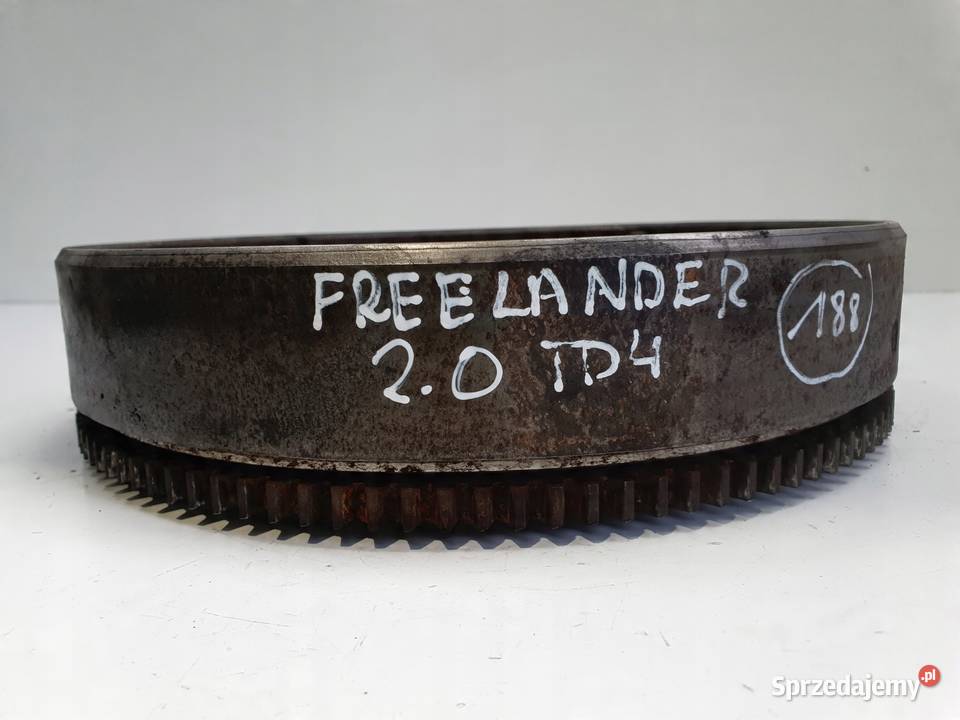 FREELANDER
2.0 TD4
188
Sprzedajemy.pl